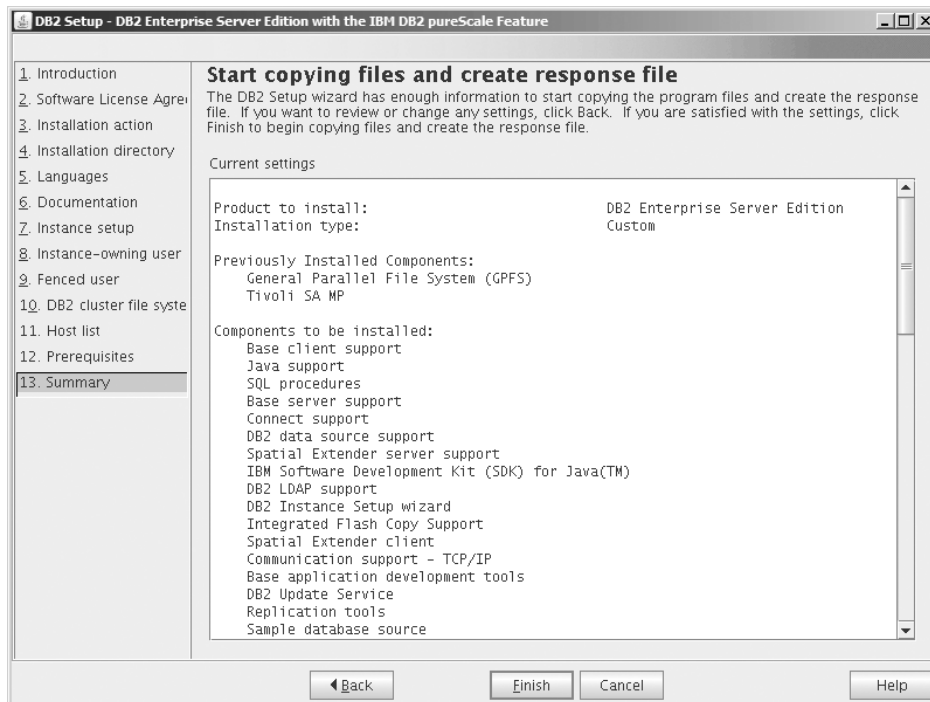 DB2 Setup - DB2 Enterprise Server Edition with the IBM DB2 pureScale Feature
1. Introduction
2. Software License Agre
3. Installation action
4. Installation directory
5. Languages
6. Documentation
7. Instance setup
8. Instance-owning user
9. Fenced user
10. DB2 cluster file syste
11. Host list
12. Prerequisites
13. Summary
Start copying files and create response file
The DB2 Setup wizard has enough information to start copying the program files and create the response
file. If you want to review or change any settings, click Back. If you are satisfied with the settings, click
Finish to begin copying files and create the response file.
Current settings
Product to install: DB2 Enterprise Server Edition
Installation type: Custom
Previously Installed Components:
General Parallel File System (GPFS)
Tivoli SA MP
Components to be installed:
Base client support
Java support
SQL procedures
Base server support
Connect support
DB2 data source support
Spatial Extender server support
IBM Software Development Kit (SDK) for Java(TM)
DB2 LDAP support
DB2 Instance Setup wizard
Integrated Flash Copy Support
Spatial Extender client
Communication support - TCP/IP
Base application development tools
DB2 Update Service
Replication tools
Sample database source
Back Finish Cancel Help